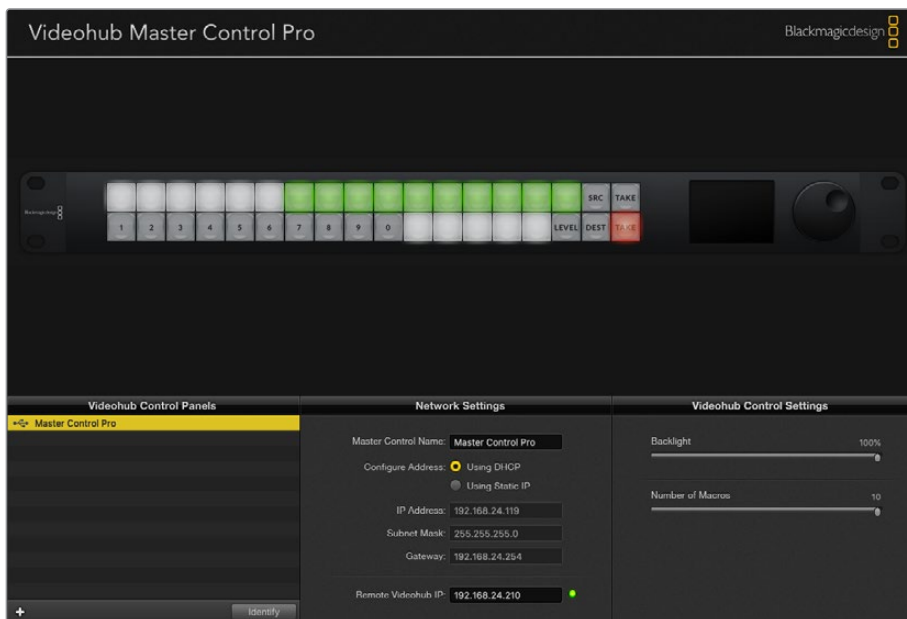 Videohub Master Control Pro
Blackmagicdesign
Blackmagicdesign
SRC TAKE
1 2 3 4 5 6 7 8 9 0 LEVEL DEST TAKE
Videohub Control Panels
Master Control Pro
Network Settings
Master Control Name: Master Control Pro
Configure Address: Using DHCP
Using Static IP
IP Address: 192.168.24.119
Subnet Mask: 255.255.255.0
Gateway: 192.168.24.254
Remote Videohub IP: 192.168.24.210
Videohub Control Settings
Backlight 100%
Number of Macros 10
+ Identify